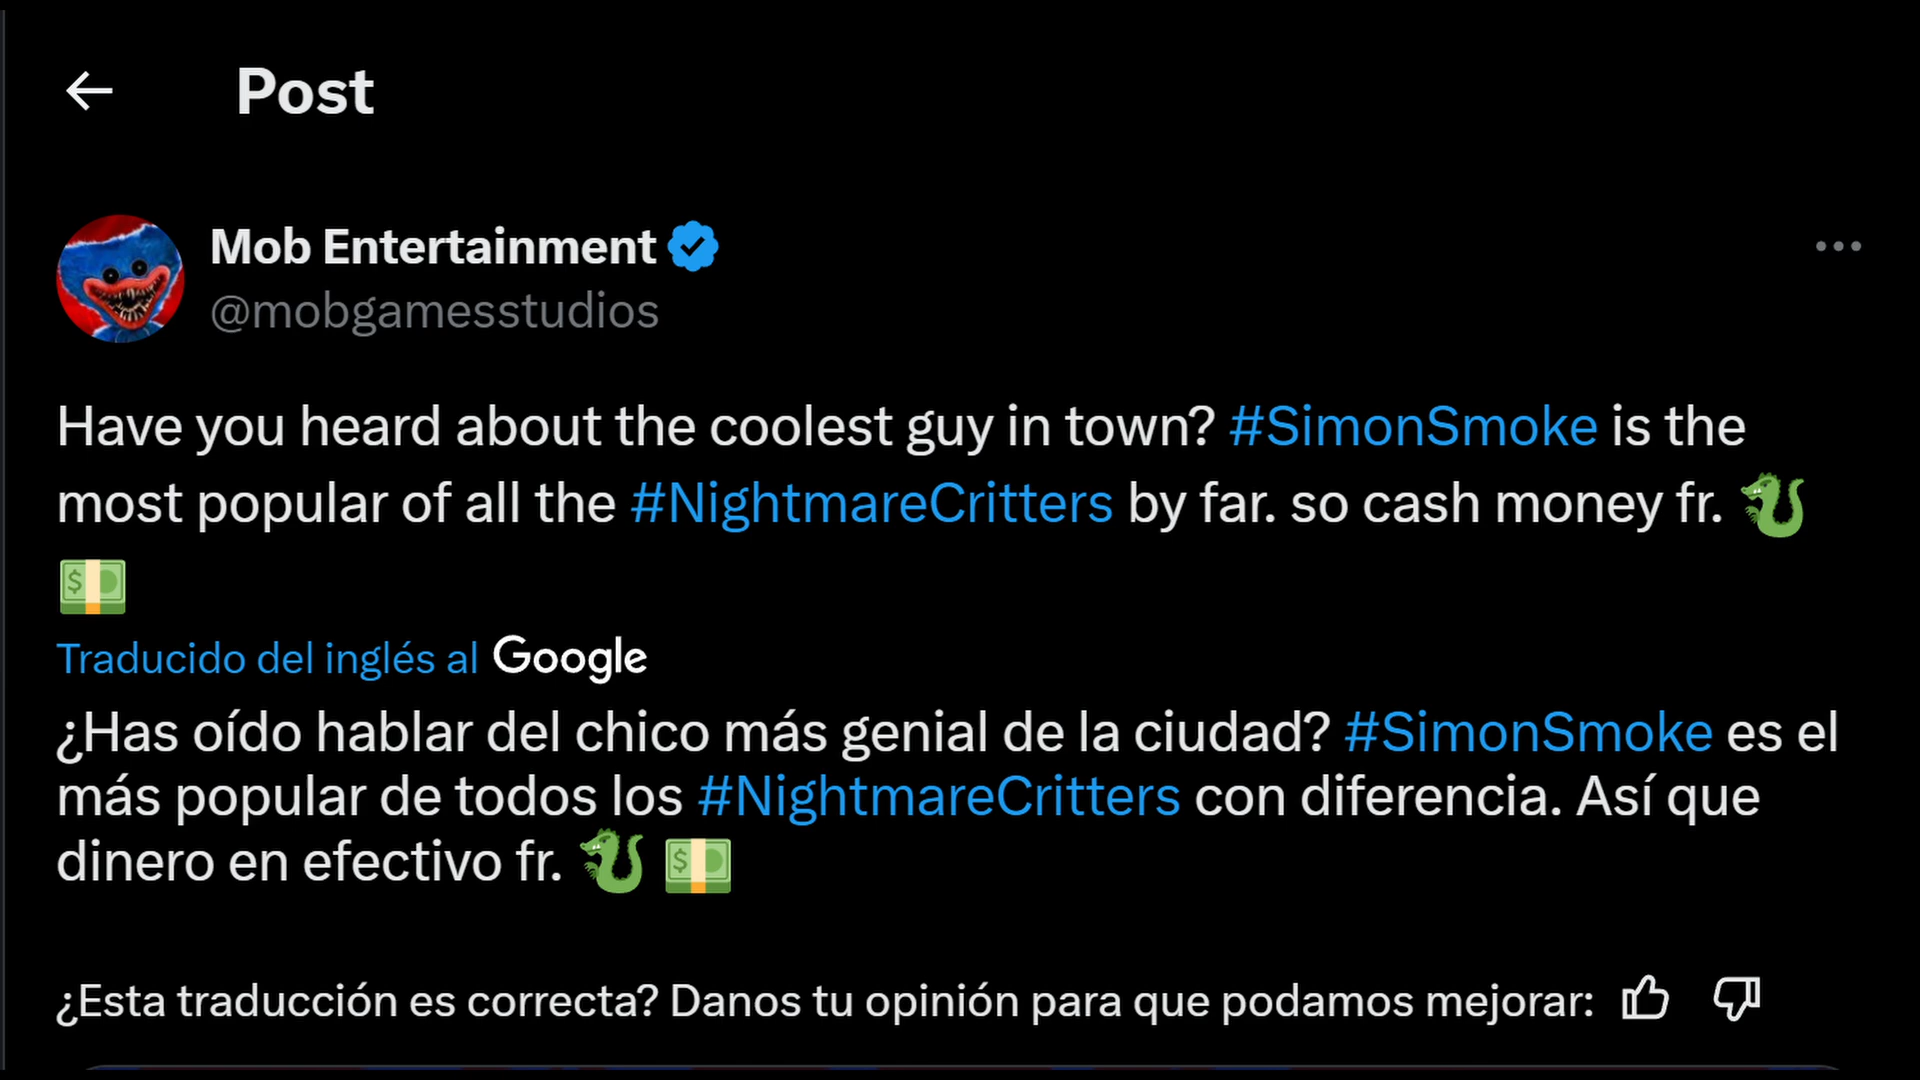 Post
Mob Entertainment
@mobgamesstudios
Have you heard about the coolest guy in town? #SimonSmoke is the
most popular of all the #NightmareCritters by far. so cash money fr. 🐉
💵
Traducido del inglés al Google
¿Has oído hablar del chico más genial de la ciudad? #SimonSmoke es el
más popular de todos los #NightmareCritters con diferencia. Así que
dinero en efectivo fr. 🐉 💵
¿Esta traducción es correcta? Danos tu opinión para que podamos mejorar: